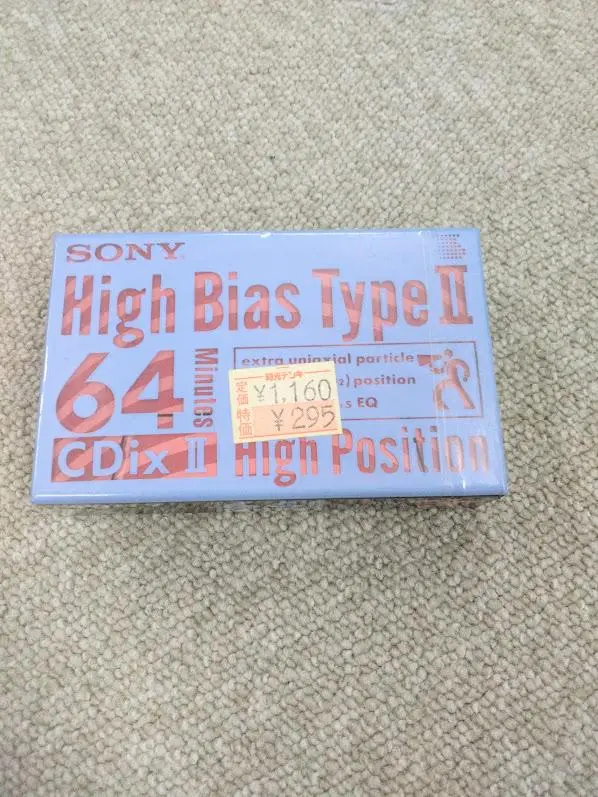 SONY
High Bias Type II
64
Minutes
extra uniaxial particle
position
EQ
定価 ¥1,160
特価 ¥295
CDix II
High Position